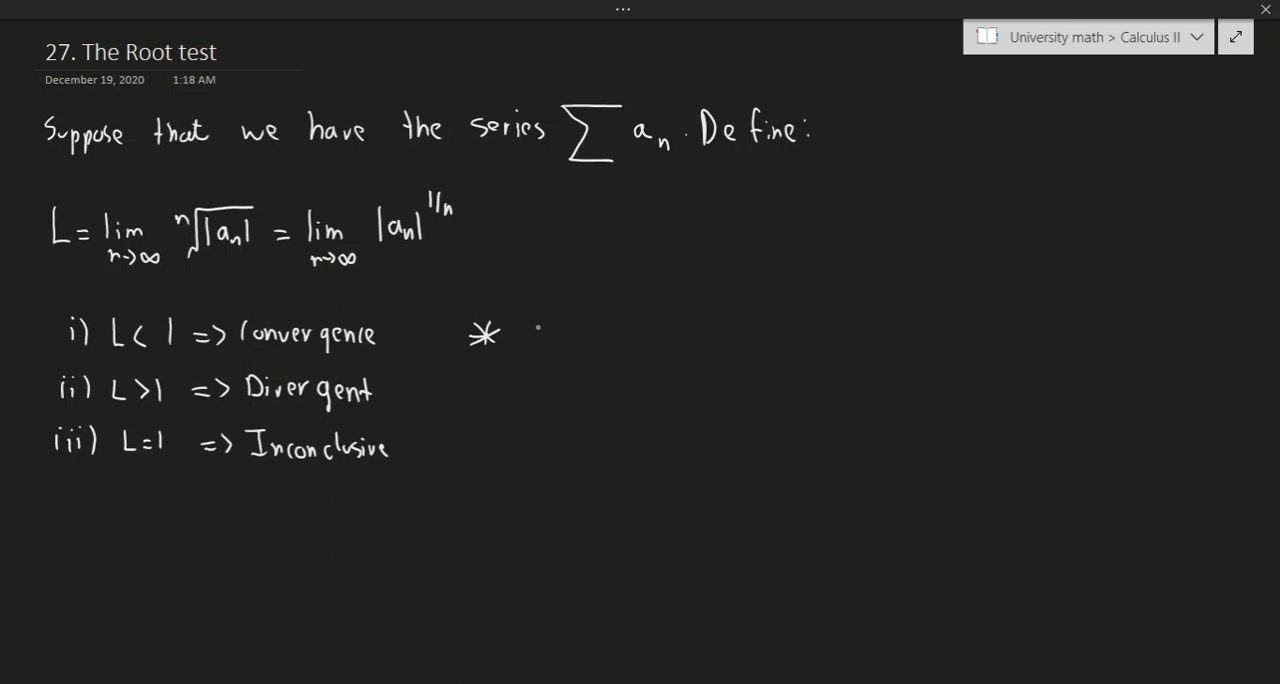 27. The Root test
University math > Calculus II
December 19, 2020 1:18 AM
Suppose that we have the series ∑ aₙ. Define:
L = lim n→∞ ⁿ√|aₙ| = lim n→∞ |aₙ|^1/n
i) L < 1 => Convergence *
ii) L > 1 => Divergent
iii) L = 1 => Inconclusive